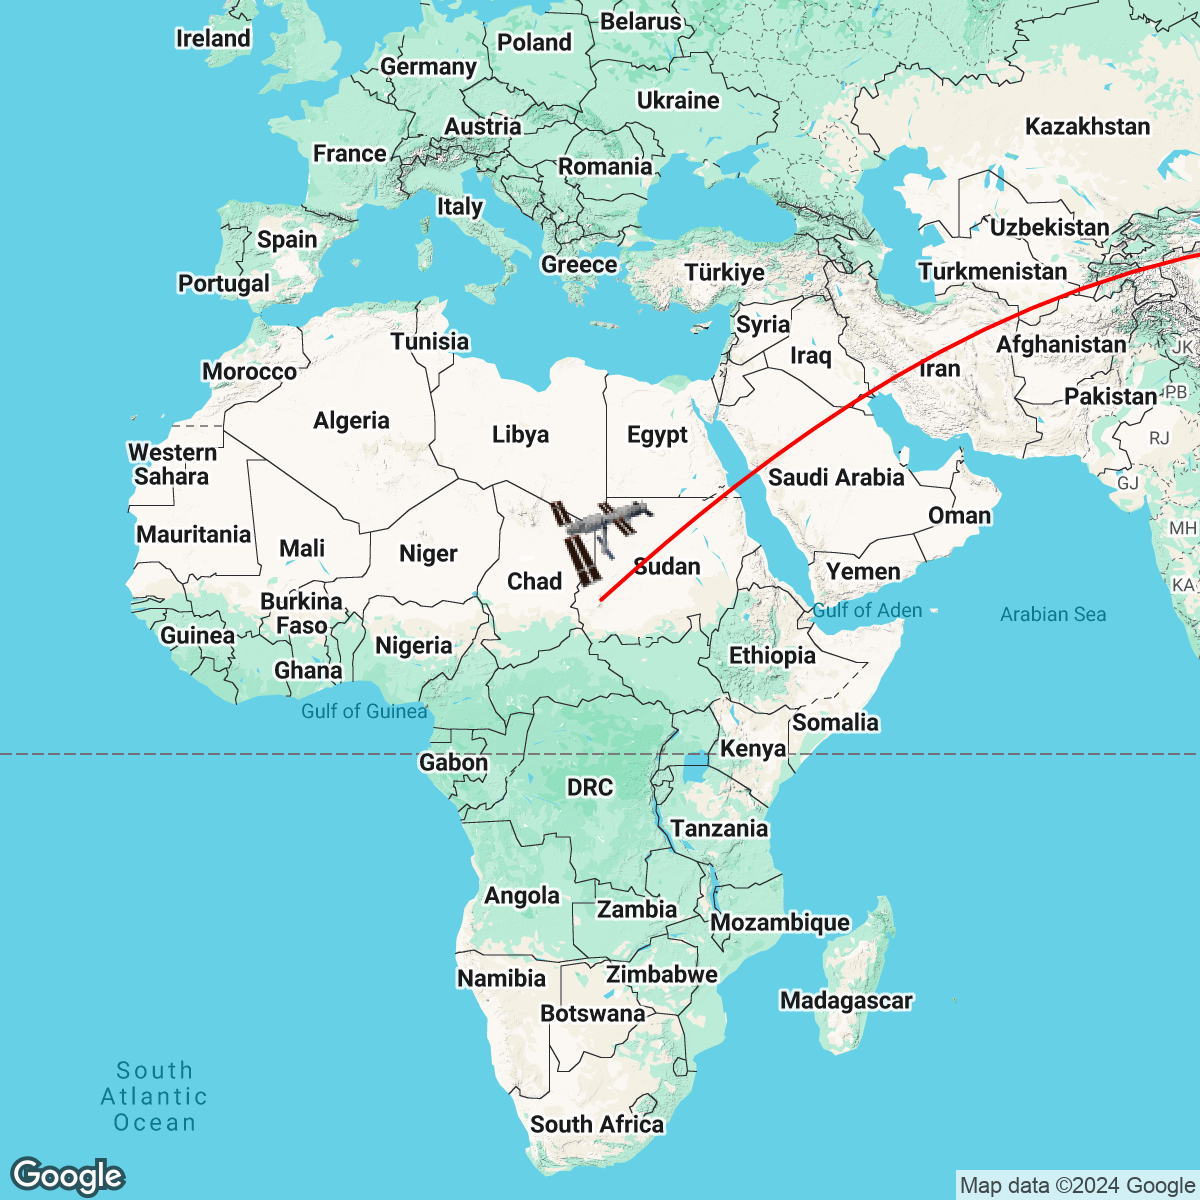 Ireland
Belarus
Poland
Germany
Ukraine
Kazakhstan
Austria
France
Romania
Italy
Uzbekistan
Spain
Greece
Türkiye
Turkmenistan
Portugal
Syria
Tunisia
Iraq
Afghanistan
JK
Morocco
Iran
Pakistan
PB
Algeria
Libya
Egypt
RJ
Western
Sahara
Saudi Arabia
GJ
Oman
MH
Mauritania
Mali
Niger
Chad
Sudan
Yemen
KA
Burkina
Faso
Gulf of Aden
Arabian Sea
Guinea
Nigeria
Ghana
Ethiopia
Gulf of Guinea
Somalia
Kenya
Gabon
DRC
Tanzania
Angola
Zambia
Mozambique
Namibia
Zimbabwe
Madagascar
Botswana
South
Atlantic
Ocean
South Africa
Google
Map data ©2024 Google